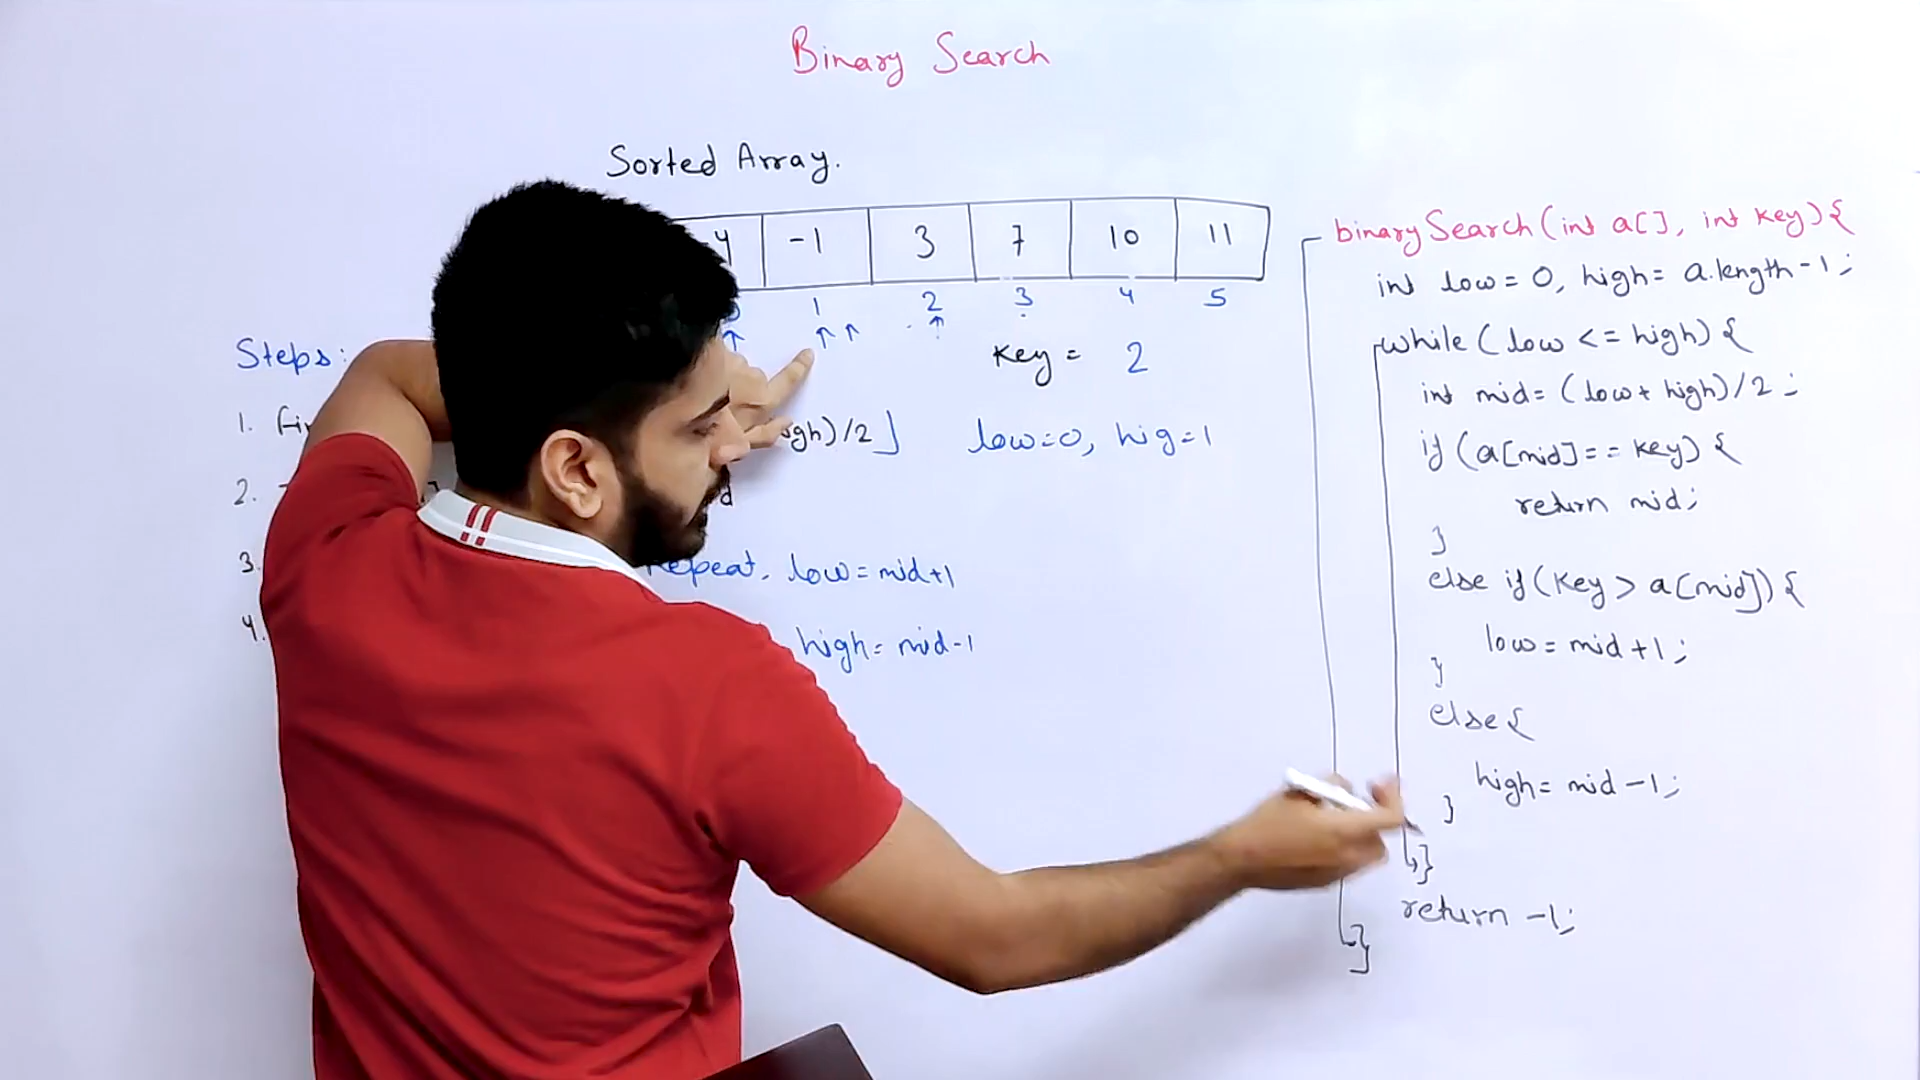 Binary Search
Sorted Array.
4 -1 3 7 10 11
1 2 3 4 5
Steps:
Key = 2
1.
gh)/2] low=0, hig=1
2.
3. Repeat. low=mid+1
4. high=mid-1
binarySearch(int a[], int key){
int low=0, high=a.length-1;
while(low<=high){
int mid=(low+high)/2;
if(a[mid]==key){
return mid;
}
else if(key>a[mid]){
low=mid+1;
}
else{
high=mid-1;
}
}
return -1;
}